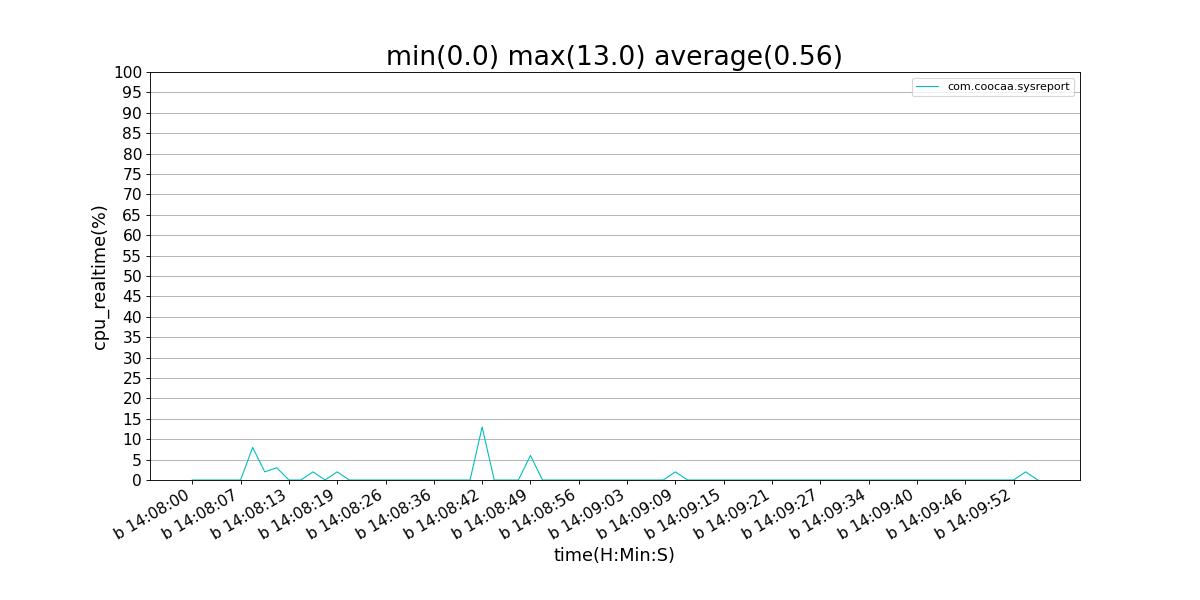 min(0.0) max(13.0) average(0.56)
com.coocaa.sysreport
100
95
90
85
80
75
70
65
60
55
50
45
40
35
30
25
20
15
10
5
0
cpu_realtime(%)
b 14:08:00
b 14:08:07
b 14:08:13
b 14:08:19
b 14:08:26
b 14:08:36
b 14:08:42
b 14:08:49
b 14:08:56
b 14:09:03
b 14:09:09
b 14:09:15
b 14:09:21
b 14:09:27
b 14:09:34
b 14:09:40
b 14:09:46
b 14:09:52
time(H:Min:S)